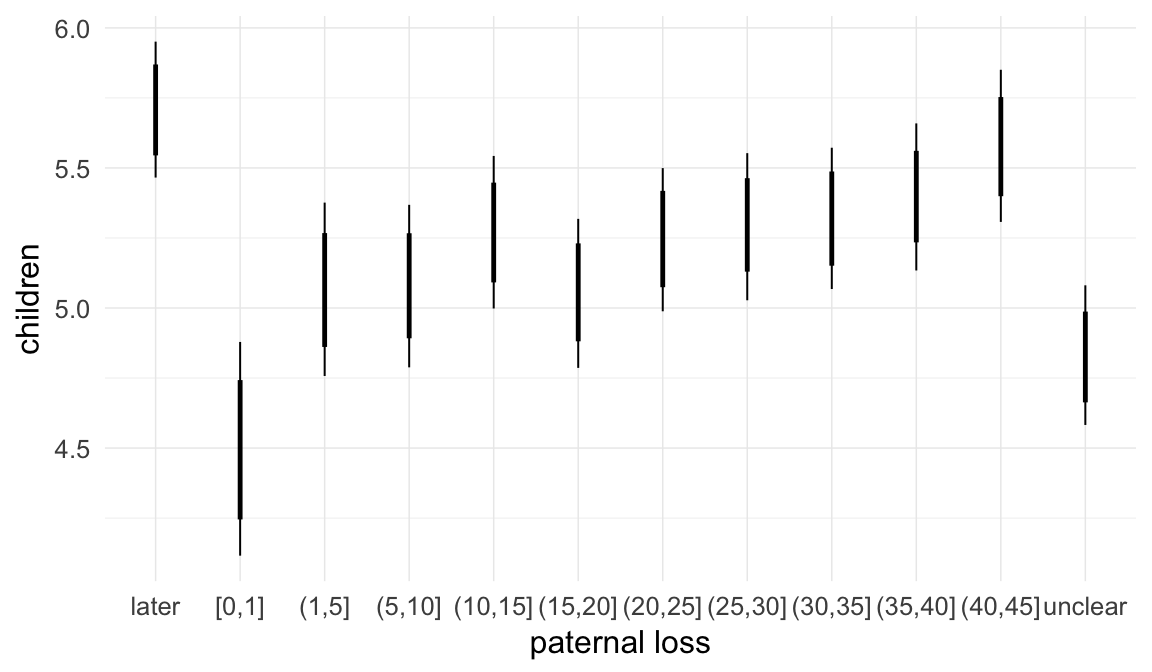 6.0
5.5
5.0
4.5
children
later [0,1] (1,5] (5,10] (10,15] (15,20] (20,25] (25,30] (30,35] (35,40] (40,45] unclear
paternal loss